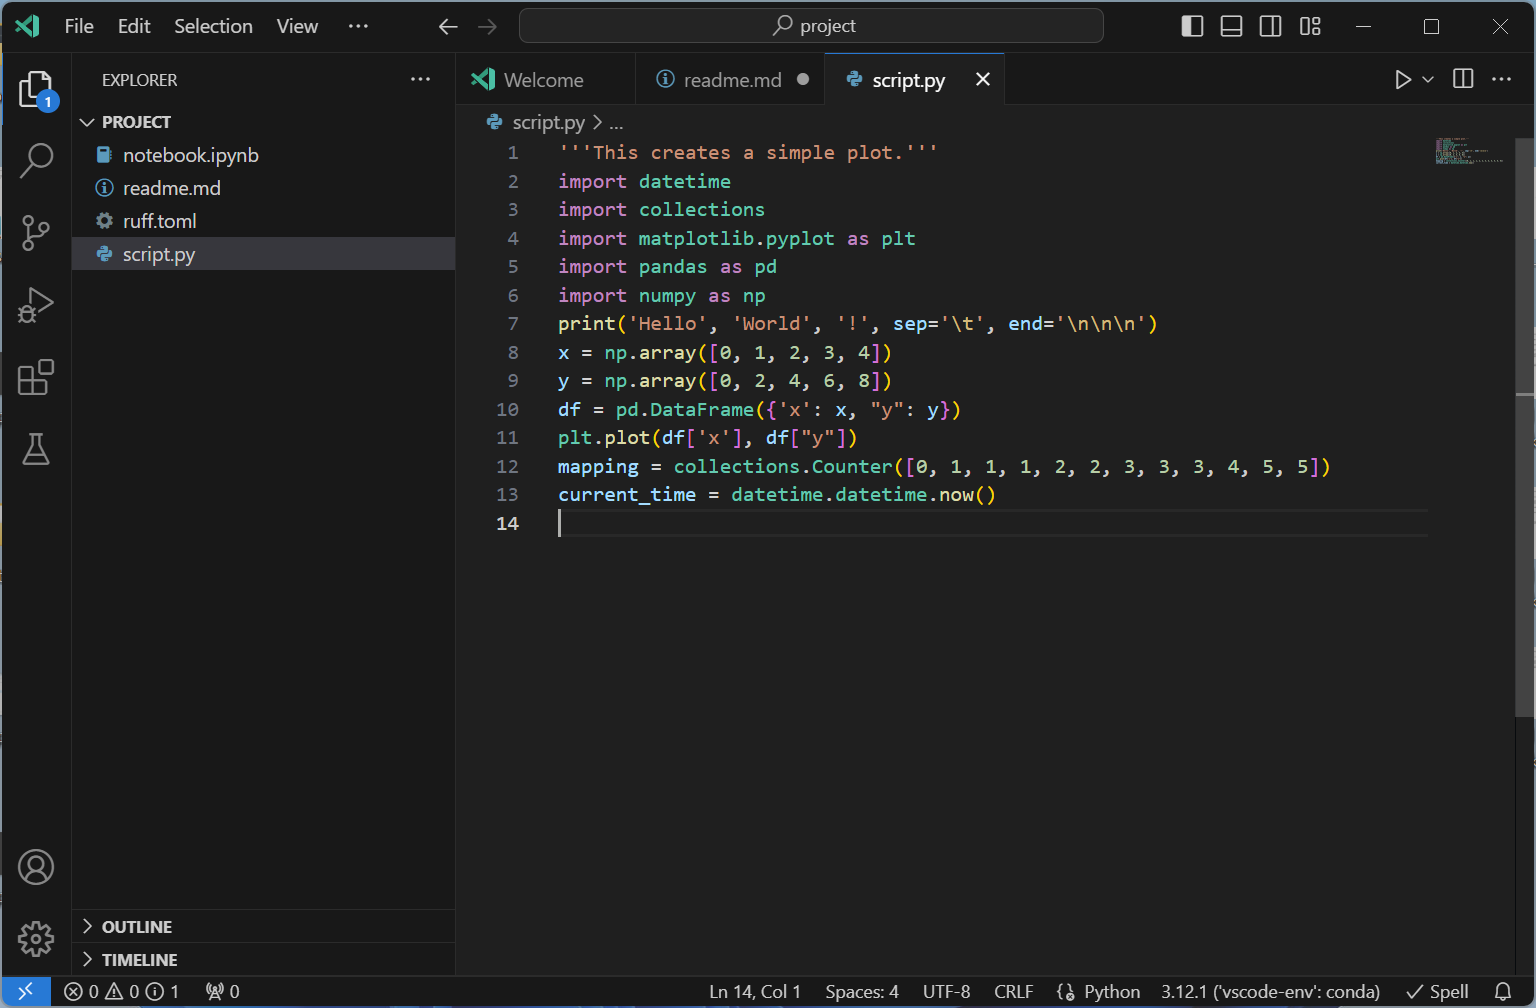 File Edit Selection View ··· project
EXPLORER ···
PROJECT
notebook.ipynb
readme.md
ruff.toml
script.py
OUTLINE
TIMELINE
1
Welcome readme.md script.py
script.py > ...
1 '''This creates a simple plot.'''
2 import datetime
3 import collections
4 import matplotlib.pyplot as plt
5 import pandas as pd
6 import numpy as np
7 print('Hello', 'World', '!', sep='\t', end='\n\n\n')
8 x = np.array([0, 1, 2, 3, 4])
9 y = np.array([0, 2, 4, 6, 8])
10 df = pd.DataFrame({'x': x, "y": y})
11 plt.plot(df['x'], df["y"])
12 mapping = collections.Counter([0, 1, 1, 1, 2, 2, 3, 3, 3, 4, 5, 5])
13 current_time = datetime.datetime.now()
14
0 0 1 0 Ln 14, Col 1 Spaces: 4 UTF-8 CRLF Python 3.12.1 ('vscode-env': conda) Spell